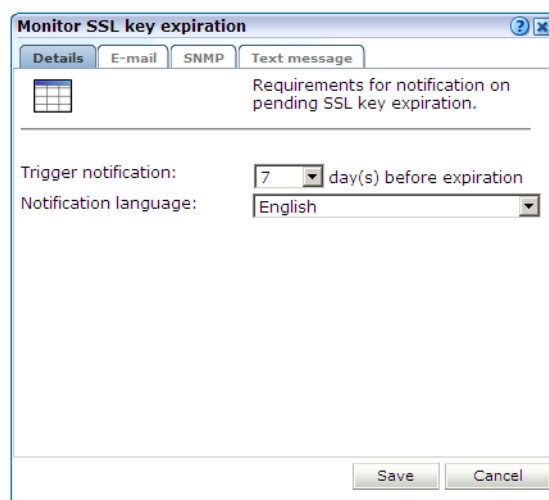 Monitor SSL key expiration ?
Details E-mail SNMP Text message
Requirements for notification on
pending SSL key expiration.
Trigger notification: 7 day(s) before expiration
Notification language: English
Save Cancel